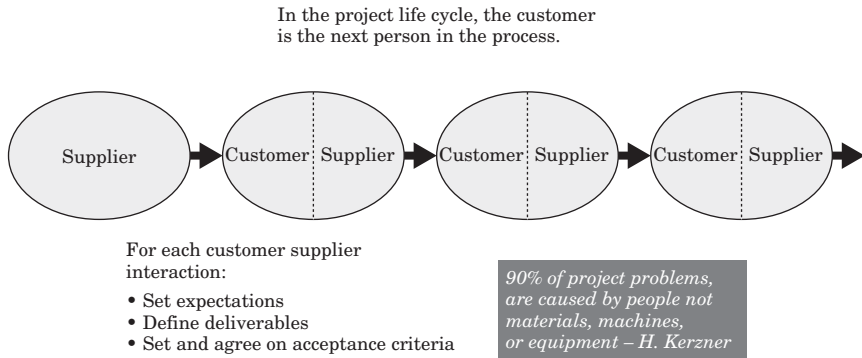 In the project life cycle, the customer
is the next person in the process.
Supplier
Customer Supplier
Customer Supplier
Customer Supplier
For each customer supplier
interaction:
• Set expectations
• Define deliverables
• Set and agree on acceptance criteria
90% of project problems,
are caused by people not
materials, machines,
or equipment – H. Kerzner